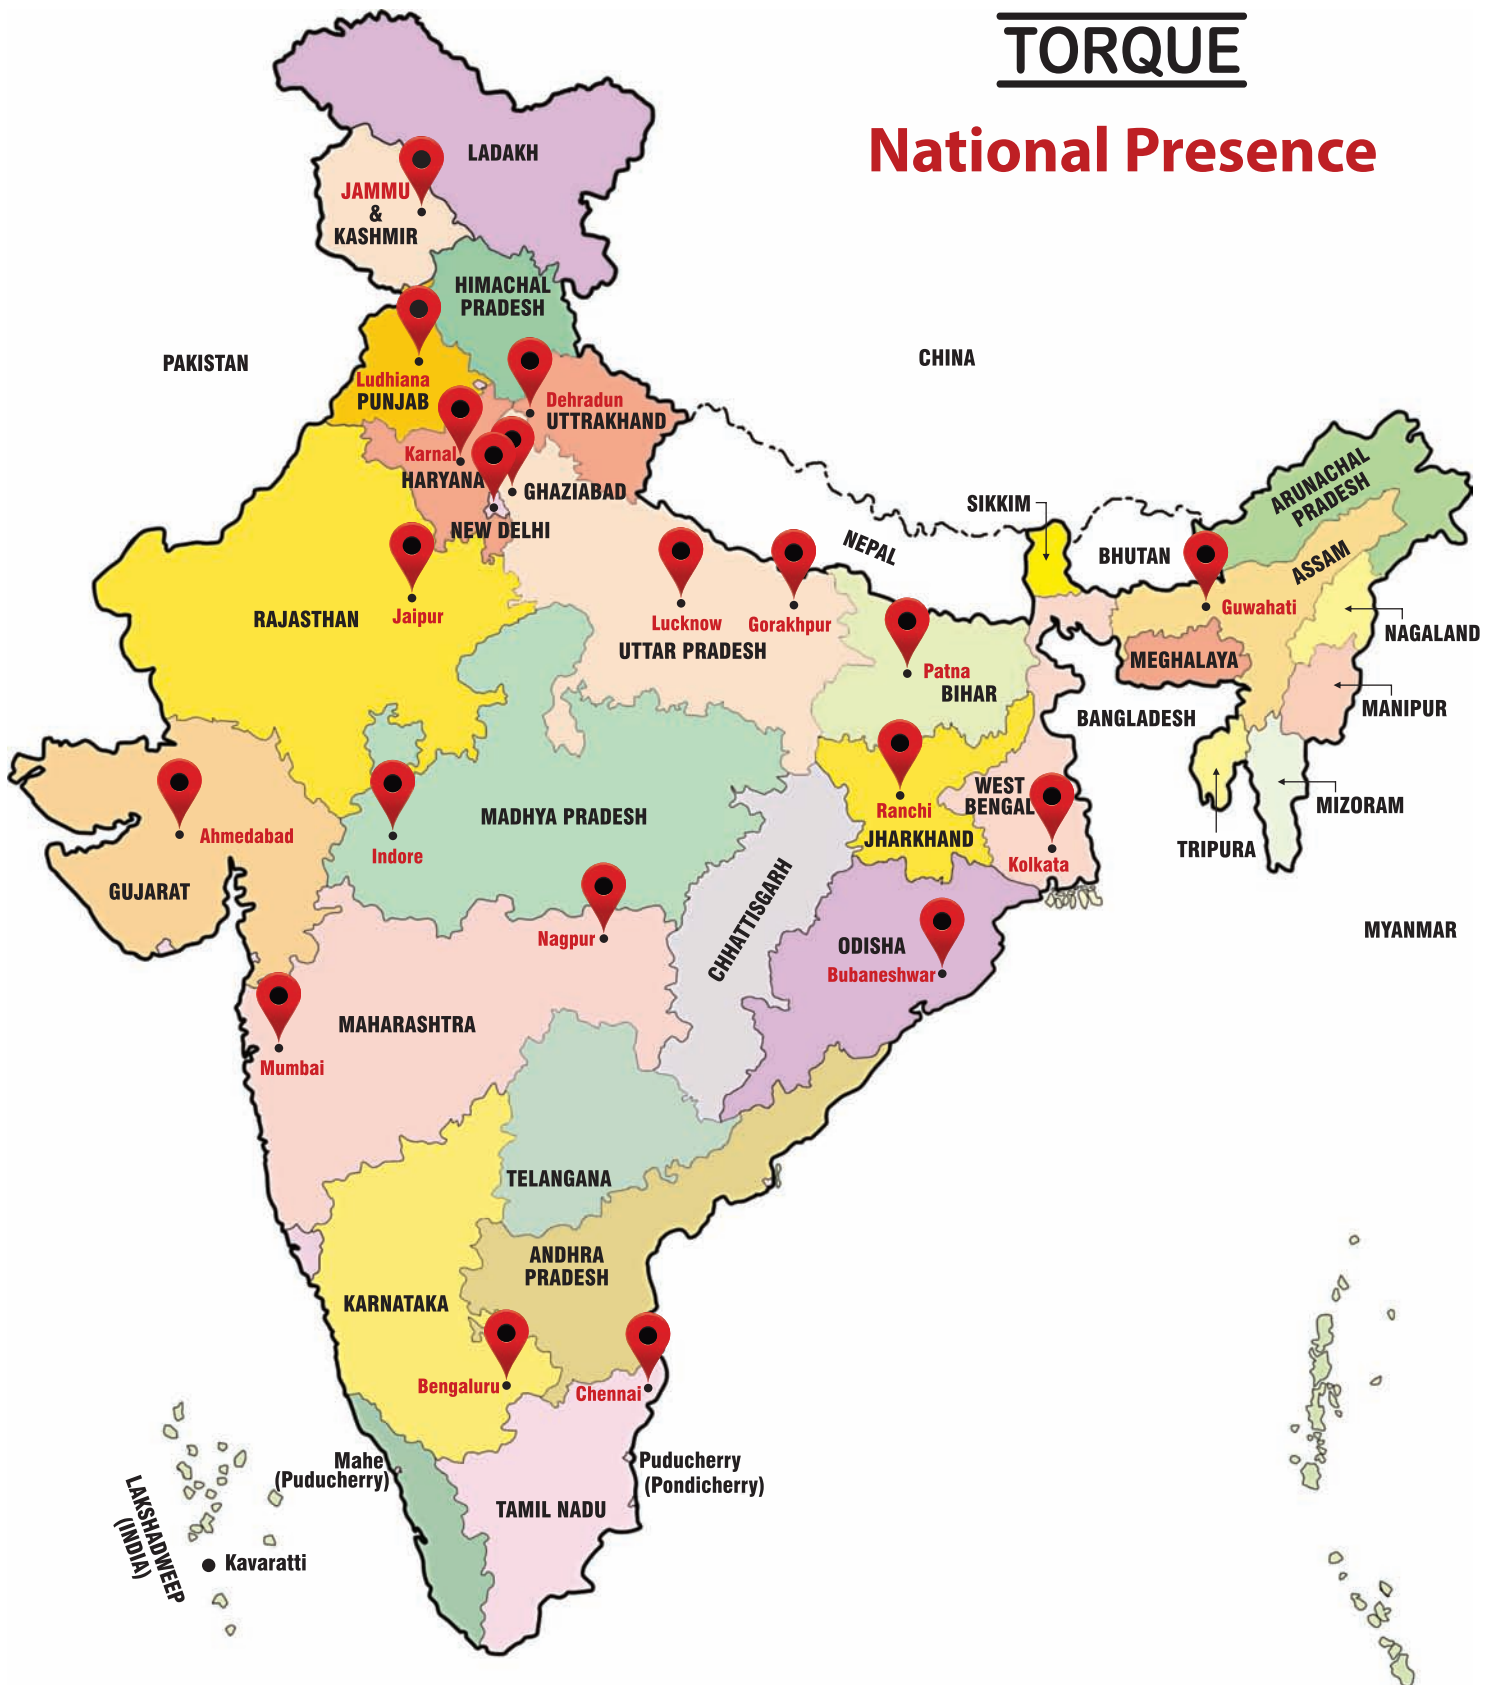 TORQUE
National Presence
LADAKH
JAMMU
&
KASHMIR
HIMACHAL
PRADESH
PAKISTAN
CHINA
Ludhiana
PUNJAB
Dehradun
UTTRAKHAND
Karnal
HARYANA
GHAZIABAD
NEW DELHI
ARUNACHAL
PRADESH
SIKKIM
NEPAL
BHUTAN
ASSAM
RAJASTHAN
Jaipur
Lucknow
Gorakhpur
UTTAR PRADESH
Guwahati
NAGALAND
Patna
BIHAR
MEGHALAYA
MANIPUR
BANGLADESH
Ahmedabad
GUJARAT
Indore
MADHYA PRADESH
Ranchi
JHARKHAND
WEST
BENGAL
Kolkata
MIZORAM
TRIPURA
CHHATTISGARH
Nagpur
ODISHA
Bubaneshwar
MYANMAR
MAHARASHTRA
Mumbai
TELANGANA
ANDHRA
PRADESH
KARNATAKA
Bengaluru
Chennai
Mahe
(Puducherry)
Puducherry
(Pondicherry)
TAMIL NADU
LAKSHADWEEP
(INDIA)
Kavaratti